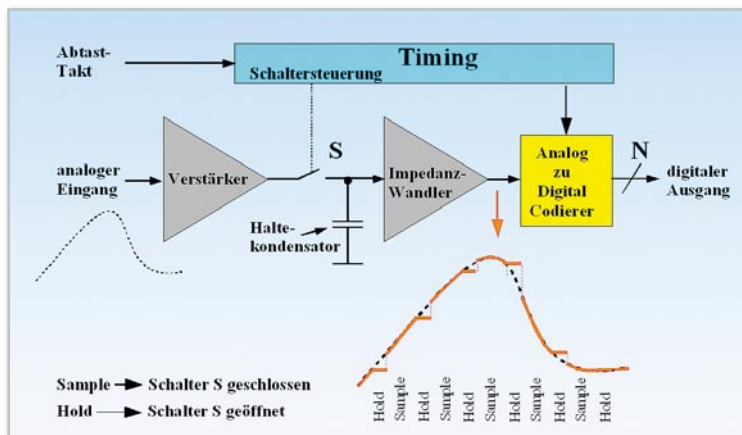 Abtast-
Takt
Timing
Schaltersteuerung
analoger
Eingang
Verstärker
S
Impedanz-
Wandler
Analog
zu
Digital
Codierer
N
digitaler
Ausgang
Halte-
kondensator
Sample
Schalter S geschlossen
Hold
Schalter S geöffnet
Hold
Sample
Hold
Sample
Hold
Sample
Hold
Sample
Hold
Sample
Hold